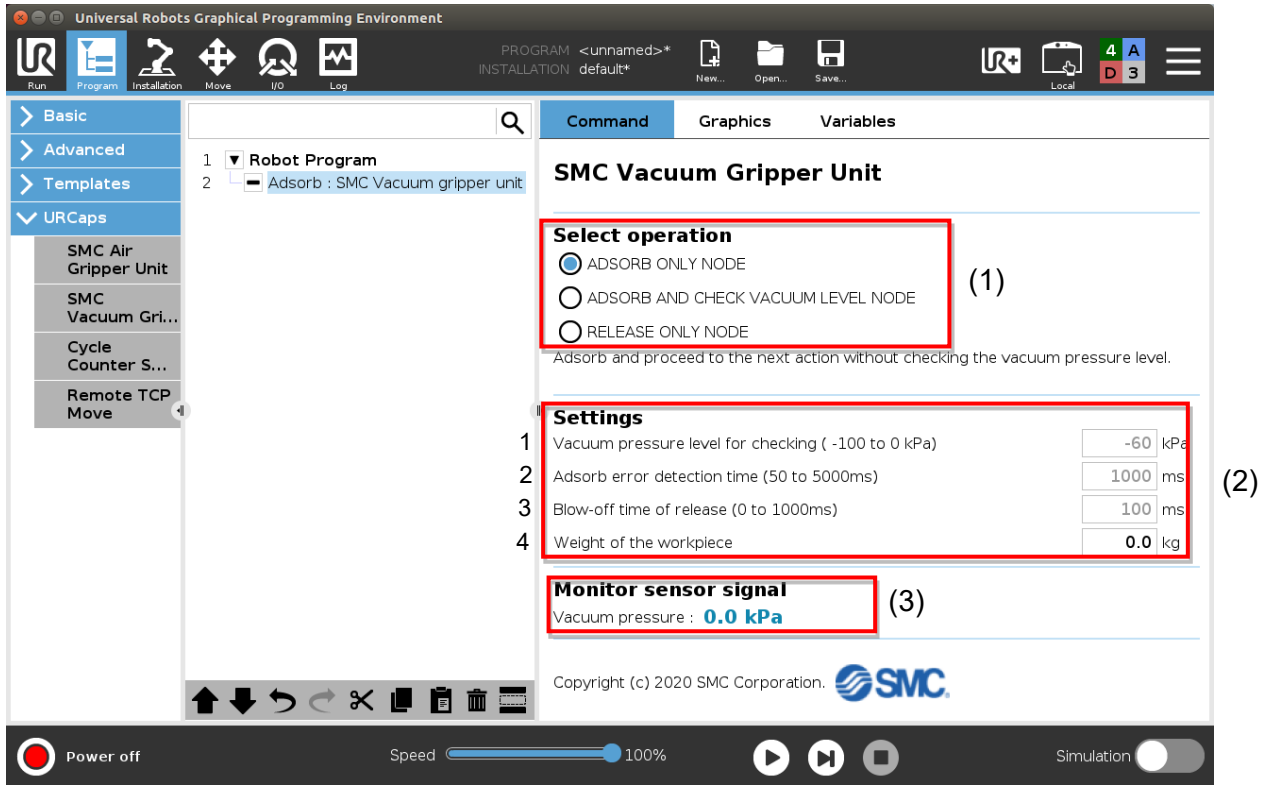 Universal Robots Graphical Programming Environment
PROGRAM <unnamed>*
INSTALLATION default*
Run
Program
Installation
Move
I/O
Log
New...
Open...
Save...
UR+
Local
4 A
D 3
Basic
Advanced
Templates
URCaps
SMC Air
Gripper Unit
SMC
Vacuum Gri...
Cycle
Counter S...
Remote TCP
Move
1 Robot Program
2 Adsorb : SMC Vacuum gripper unit
Command Graphics Variables
SMC Vacuum Gripper Unit
Select operation
ADSORB ONLY NODE
ADSORB AND CHECK VACUUM LEVEL NODE
RELEASE ONLY NODE
(1)
Adsorb and proceed to the next action without checking the vacuum pressure level.
Settings
1 Vacuum pressure level for checking ( -100 to 0 kPa) -60 kPa
2 Adsorb error detection time (50 to 5000ms) 1000 ms
3 Blow-off time of release (0 to 1000ms) 100 ms
4 Weight of the workpiece 0.0 kg
(2)
Monitor sensor signal
Vacuum pressure : 0.0 kPa
(3)
Copyright (c) 2020 SMC Corporation. SMC.
Power off
Speed 100%
Simulation